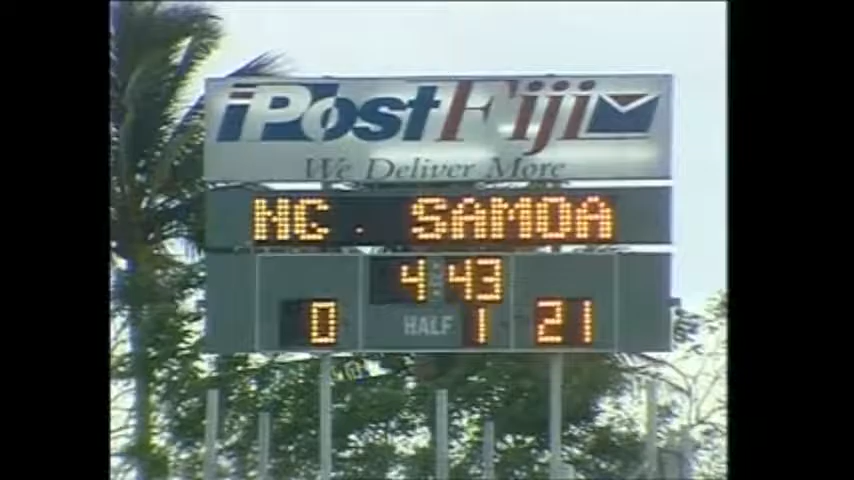 PostFiji
We Deliver More
NC. SAMOA
4:43
0 HALF 1 21